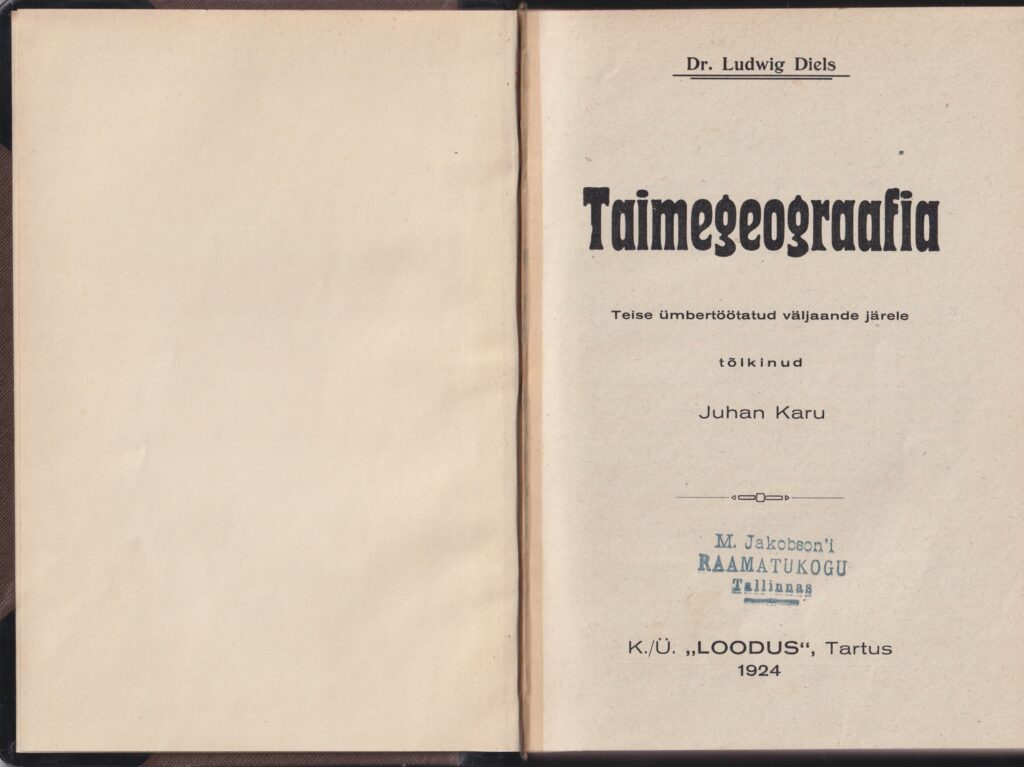 Dr. Ludwig Diels
Taimegeograafia
Teise ümbertöötatud väljaande järele
tõlkinud
Juhan Karu
M. Jakobson'i
RAAMATUKOGU
Tallinnas
K./Ü. „LOODUS“, Tartus
1924